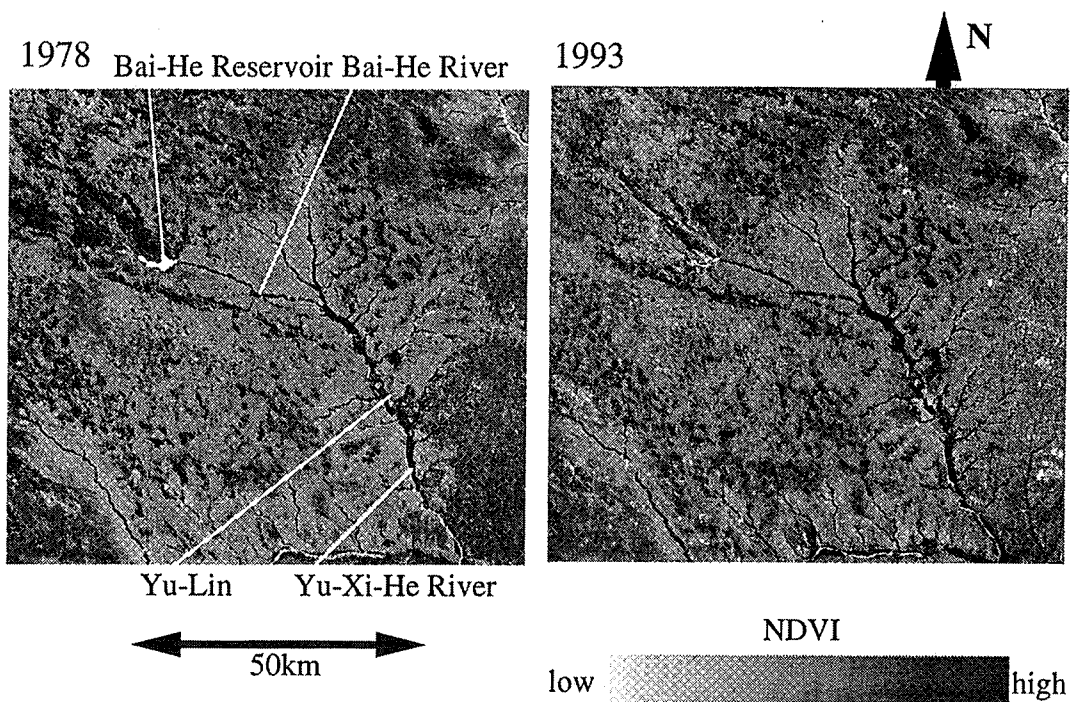 1978
Bai-He Reservoir Bai-He River
1993
N
Yu-Lin
Yu-Xi-He River
50km
NDVI
low
high